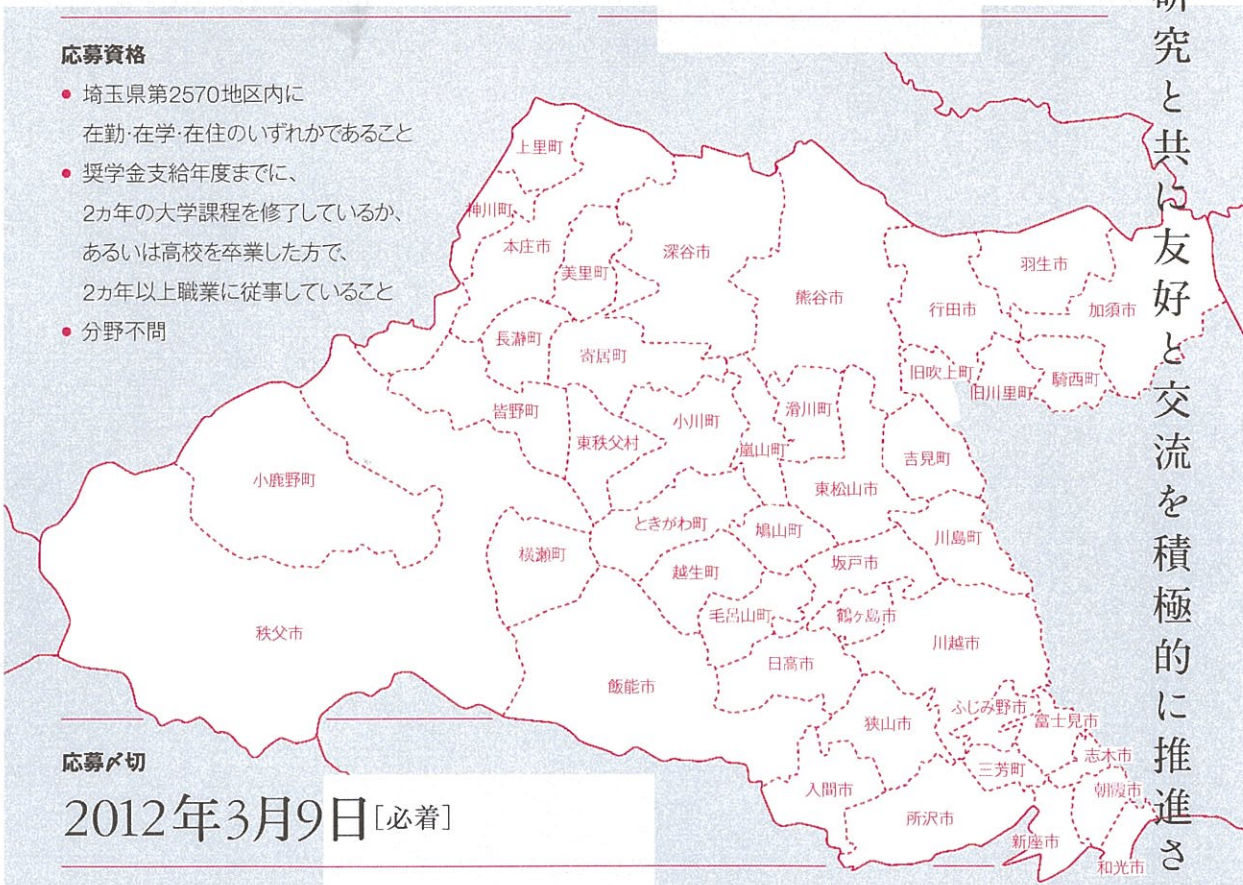 応募資格
● 埼玉県第2570地区内に
在勤・在学・在住のいずれかであること
● 奨学金支給年度までに、
2ヵ年の大学課程を修了しているか、
あるいは高校を卒業した方で、
2ヵ年以上職業に従事していること
● 分野不問
究と共に友好と交流を積極的に推進さ
上里町
神川町
本庄市
美里町
深谷市
熊谷市
行田市
羽生市
加須市
長瀞町
寄居町
旧吹上町
旧川里町
騎西町
皆野町
東秩父村
小川町
嵐山町
滑川町
吉見町
小鹿野町
東松山市
ときがわ町
鳩山町
川島町
横瀬町
越生町
坂戸市
毛呂山町
鶴ヶ島市
秩父市
川越市
日高市
飯能市
狭山市
ふじみ野市
富士見市
志木市
三芳町
入間市
朝霞市
所沢市
新座市
和光市
応募〆切
2012年3月9日[必着]